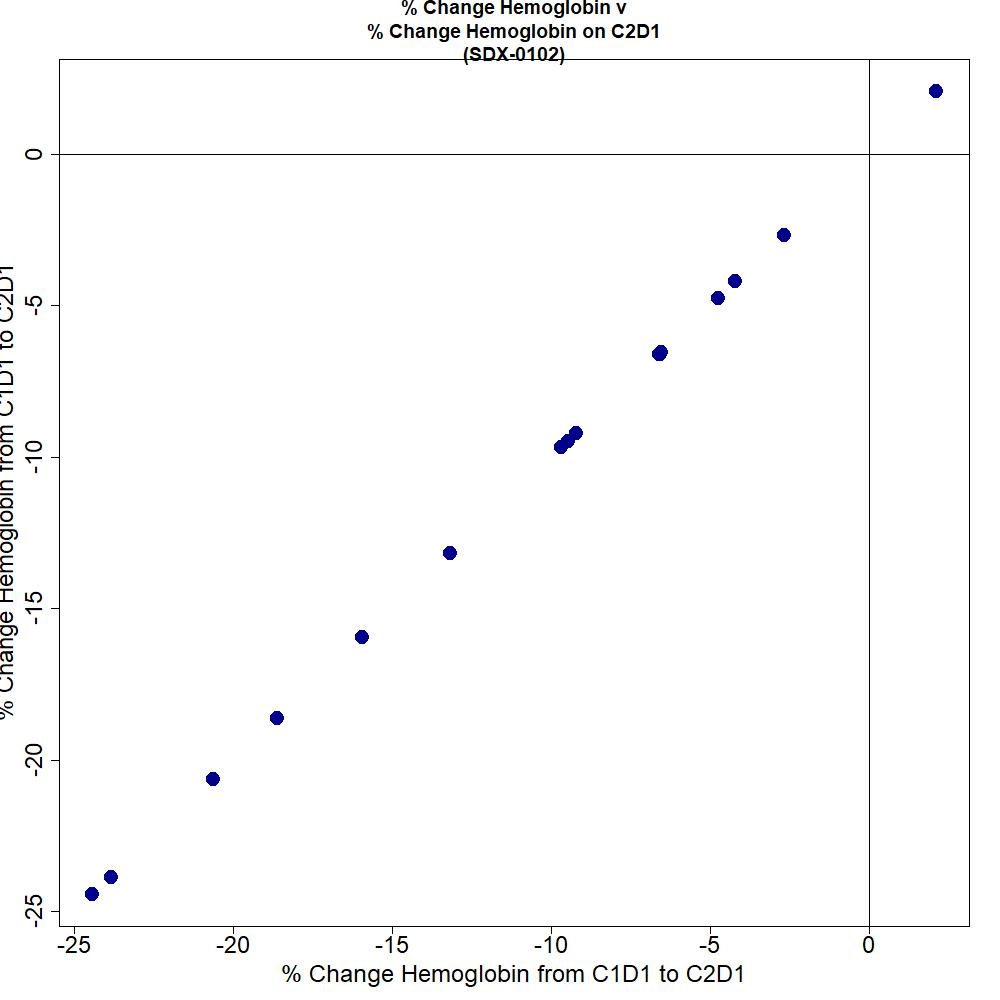 % Change Hemoglobin v
% Change Hemoglobin on C2D1
(SDX-0102)
% Change Hemoglobin from C1D1 to C2D1
0
-5
-10
-15
-20
-25
-25
-20
-15
-10
-5
0
% Change Hemoglobin from C1D1 to C2D1